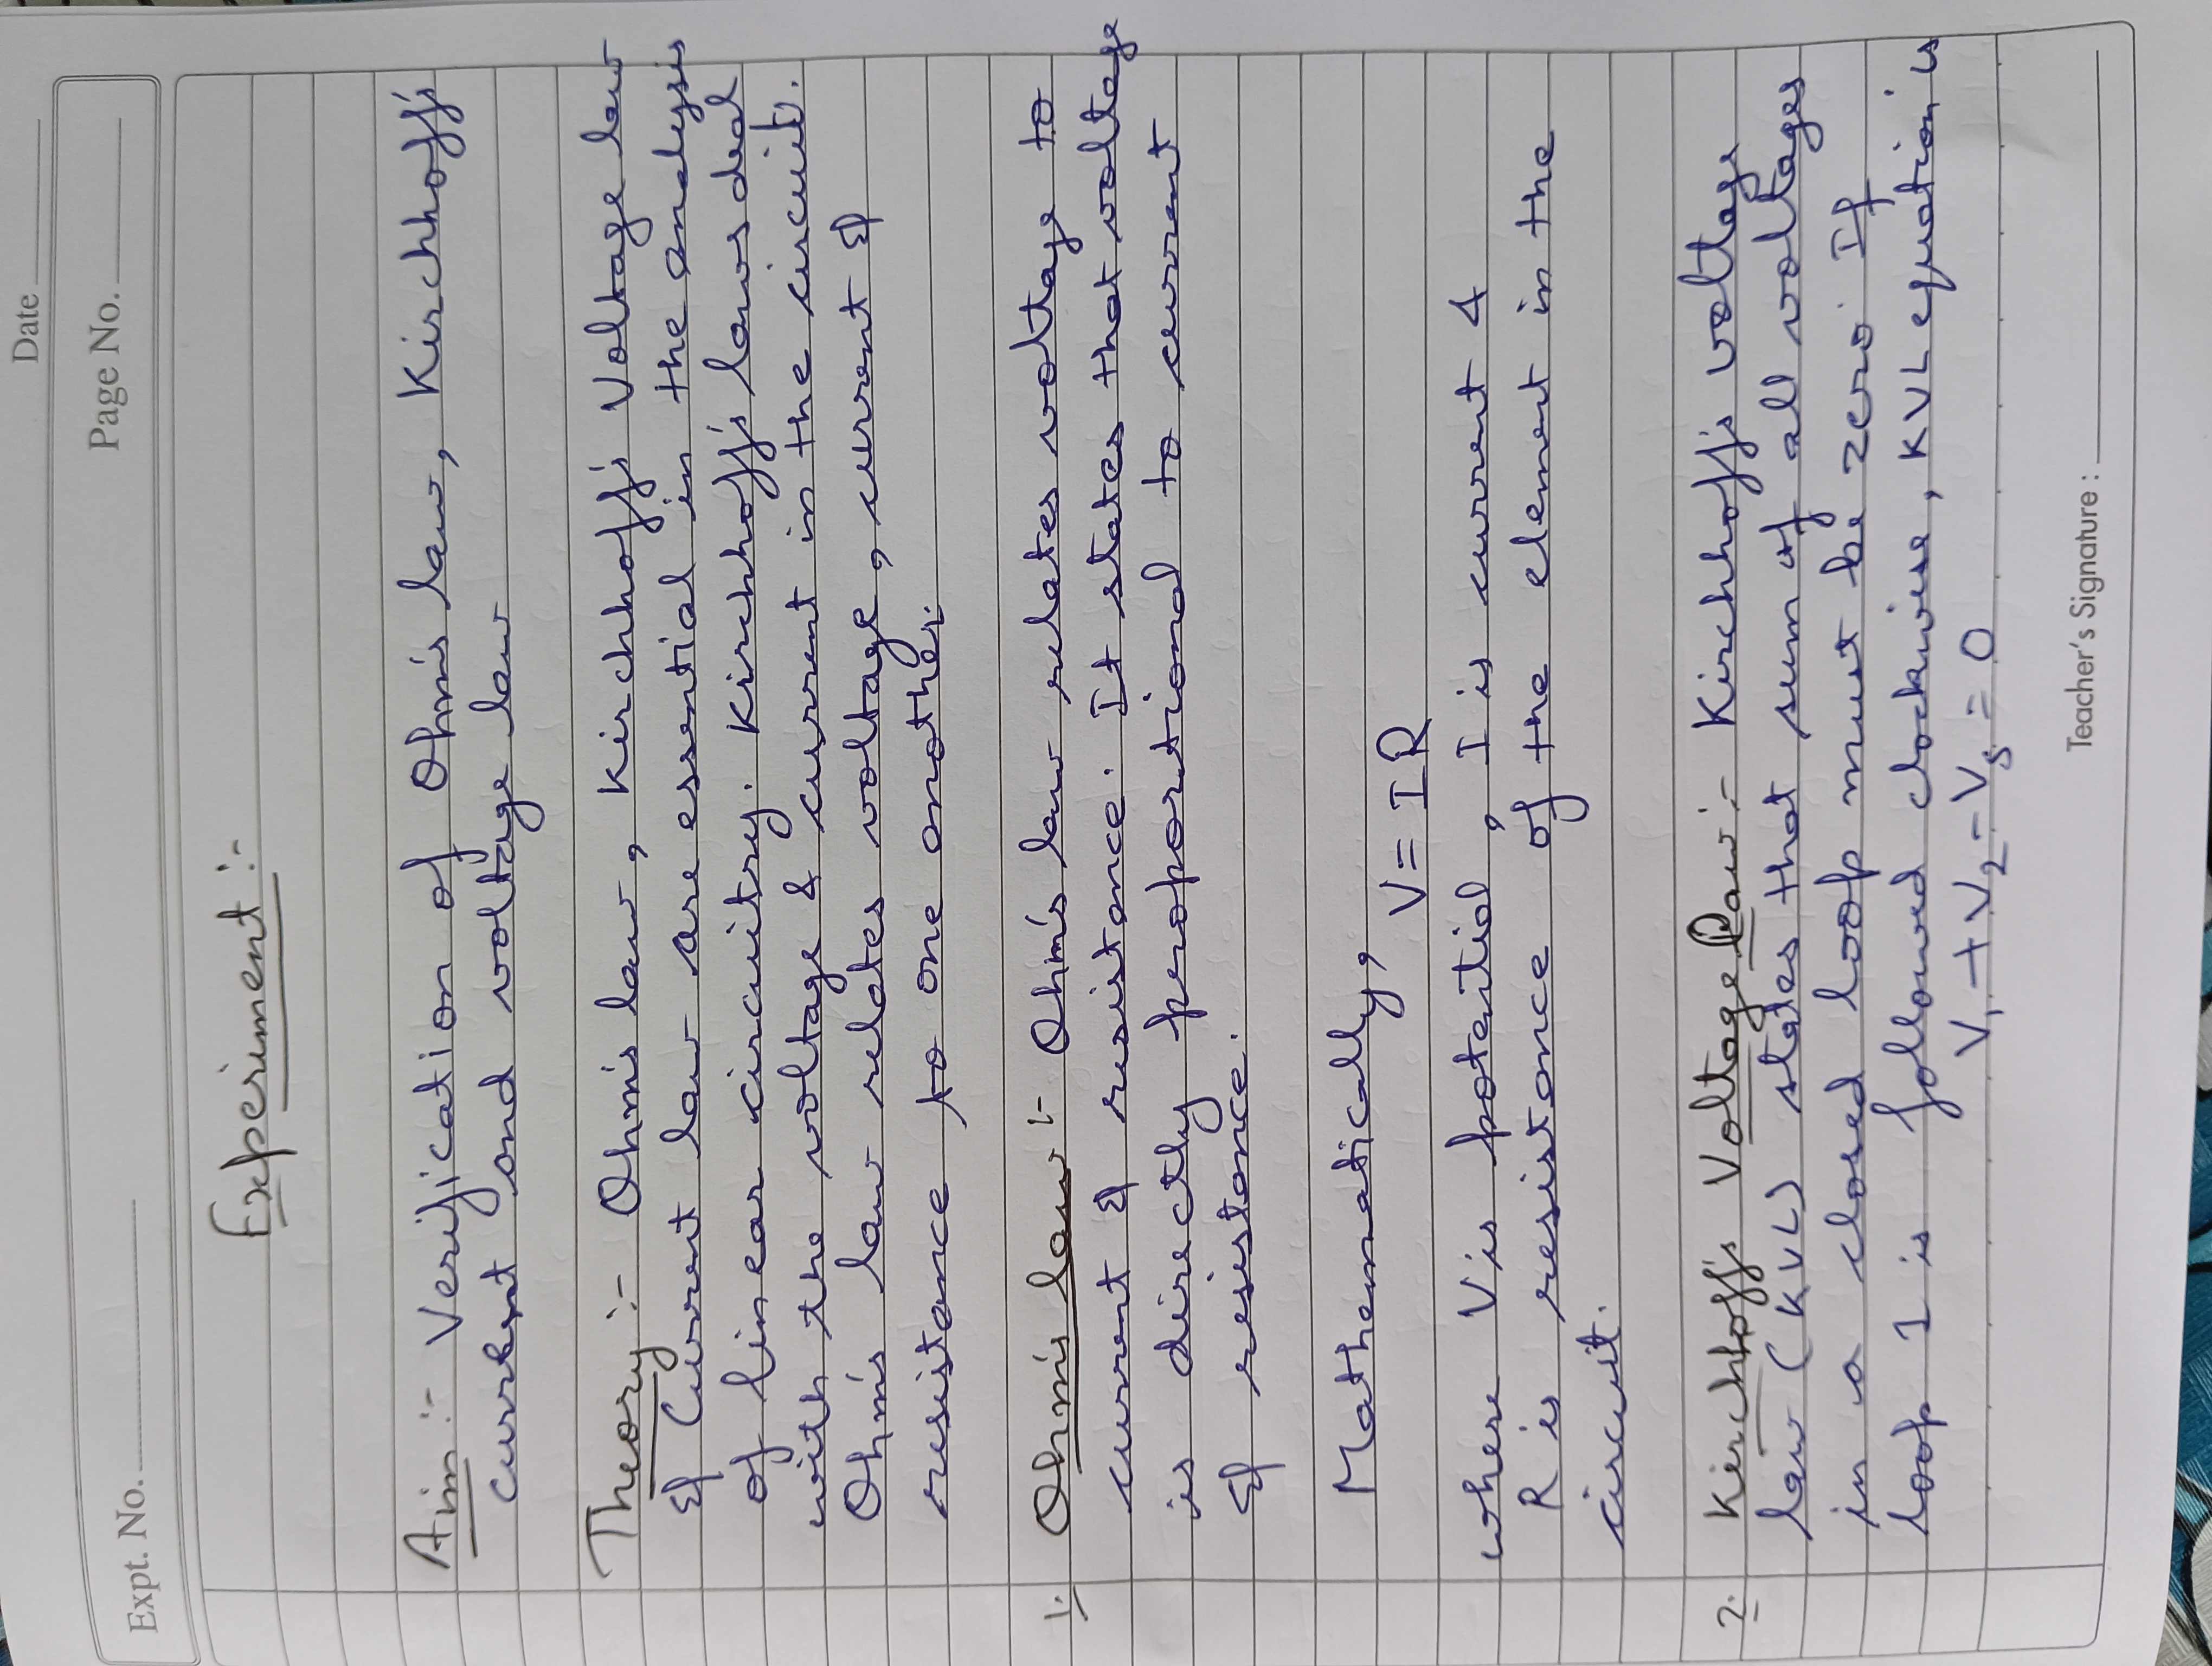 Date
Expt. No.
Page No.
Experiment :-
Aim :- Verification of Ohm's law, Kirchhoff's
current and voltage law
Theory :- Ohm's law, Kirchhoff's Voltage law
& Current law are essential in the analysis
of linear circuitry. Kirchhoff's laws deal
with the voltage & current in the circuit.
Ohm's law relates voltage, current &
resistance to one another.
1. Ohm's law :- Ohm's law relates voltage to
current & resistance. It states that voltage
is directly proportional to current
& resistance.
Mathematically,
V = IR
where V is potential, I is current &
R is resistance of the element in the
circuit.
2. Kirchhoff's Voltage Law :- Kirchhoff's voltage
law (KVL) states that sum of all voltages
in a closed loop must be zero. If
loop 1 is followed clockwise, KVL equation is
V₁ + V₂ - Vs = 0
Teacher's Signature :